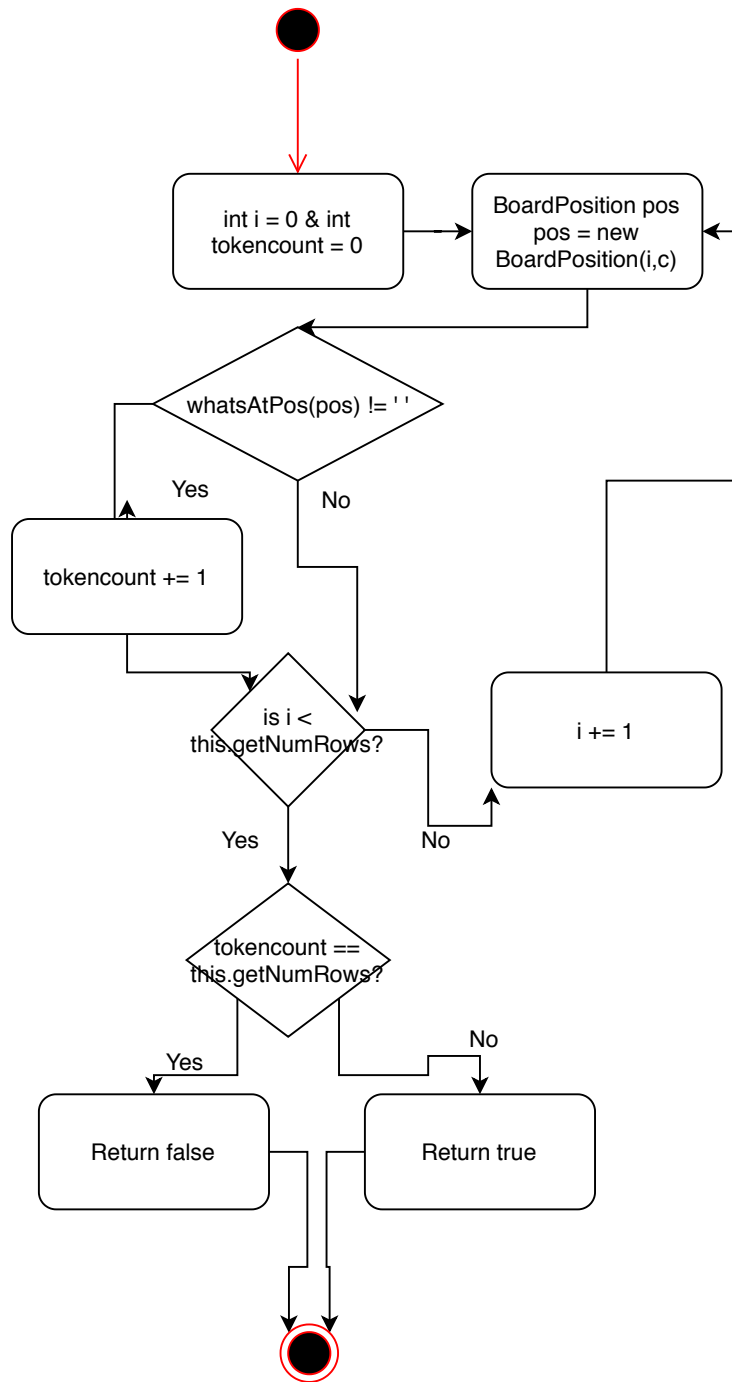 int i = 0 & int
tokencount = 0
BoardPosition pos
pos = new
BoardPosition(i,c)
whatsAtPos(pos) != ' '
Yes
No
tokencount += 1
is i <
this.getNumRows?
i += 1
Yes
No
tokencount ==
this.getNumRows?
Yes
No
Return false
Return true